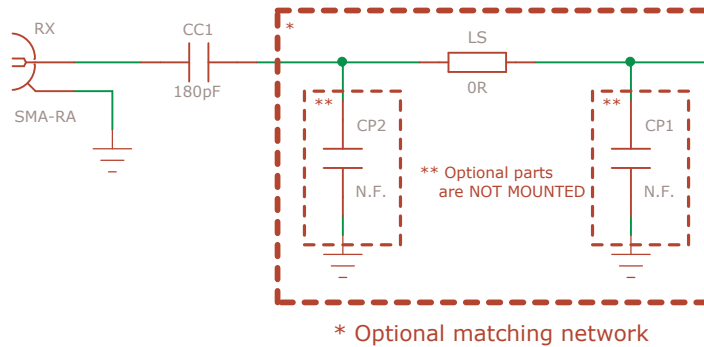 RX
CC1
*
LS
180pF
0R
SMA-RA
**
CP2
**
CP1
** Optional parts
are NOT MOUNTED
N.F.
N.F.
* Optional matching network